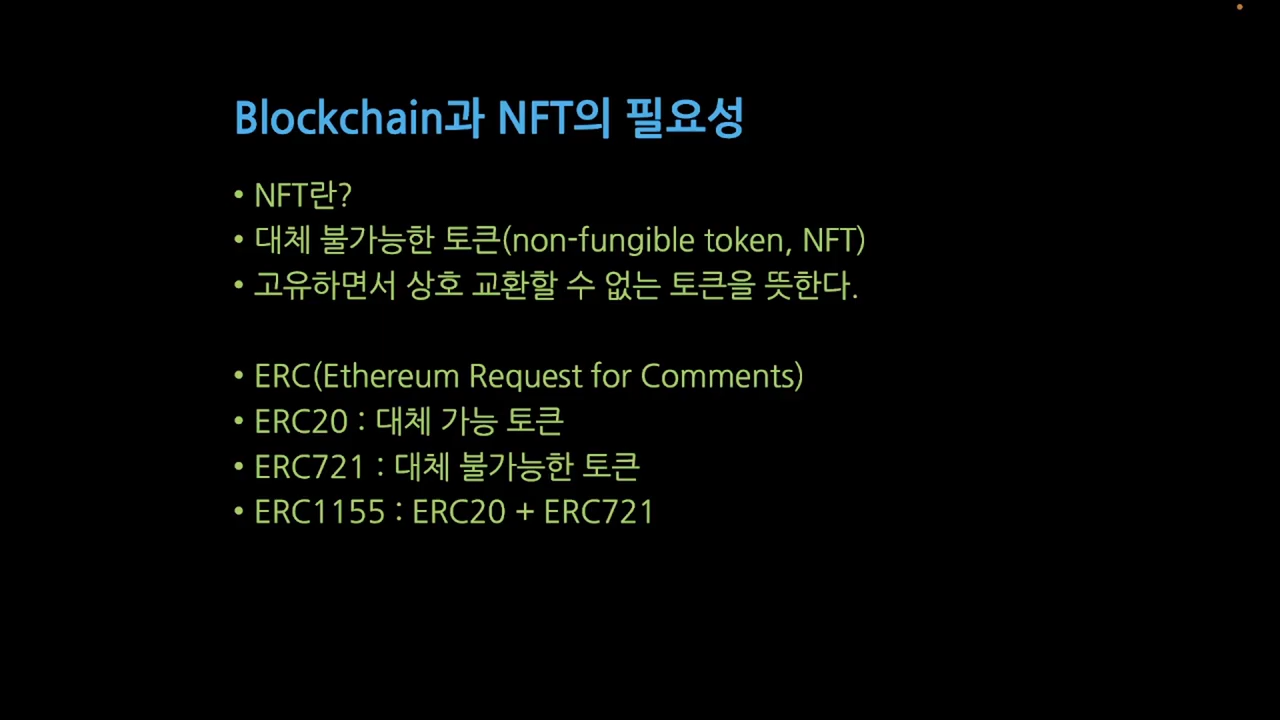 Blockchain과 NFT의 필요성
• NFT란?
• 대체 불가능한 토큰(non-fungible token, NFT)
• 고유하면서 상호 교환할 수 없는 토큰을 뜻한다.
• ERC(Ethereum Request for Comments)
• ERC20 : 대체 가능 토큰
• ERC721 : 대체 불가능한 토큰
• ERC1155 : ERC20 + ERC721